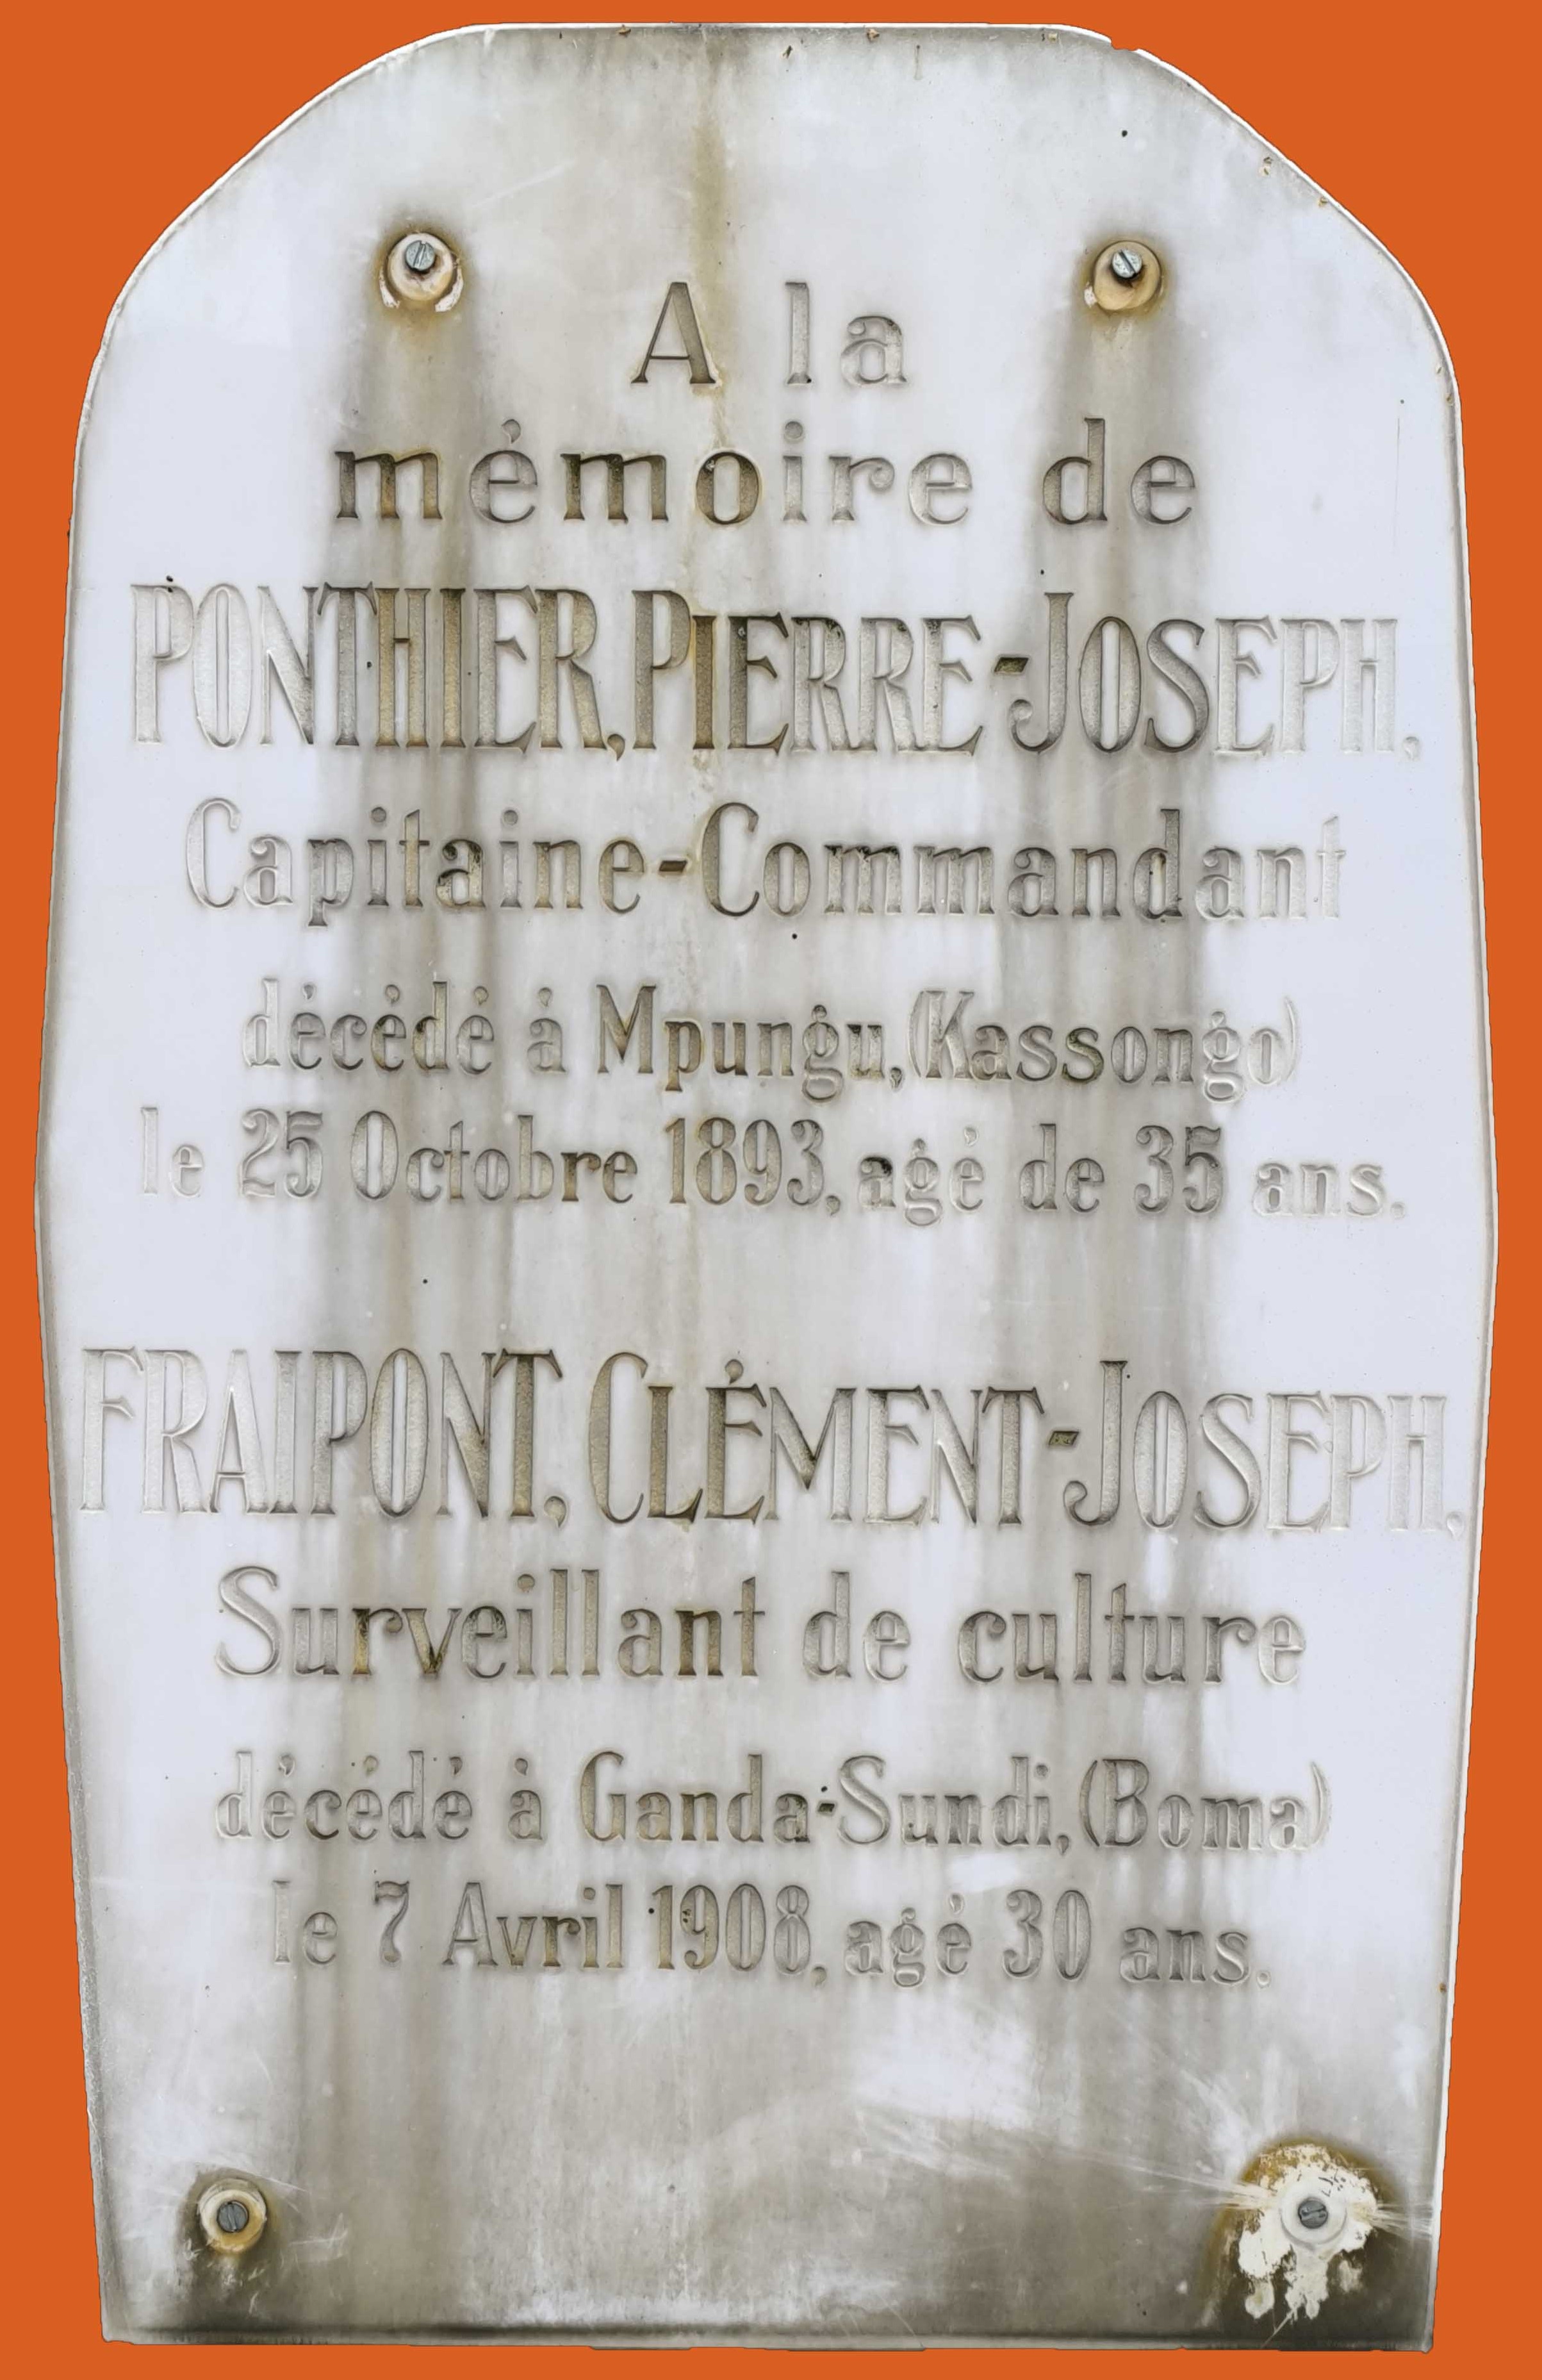 A la
mémoire de
PONTHIER, PIERRE-JOSEPH,
Capitaine-Commandant
décédé à Mpungu, (Kassongo)
le 25 Octobre 1893, agé de 35 ans.
FRAIPONT, CLÉMENT-JOSEPH,
Surveillant de culture
décédé à Ganda-Sundi, (Boma)
le 7 Avril 1908, agé 30 ans.